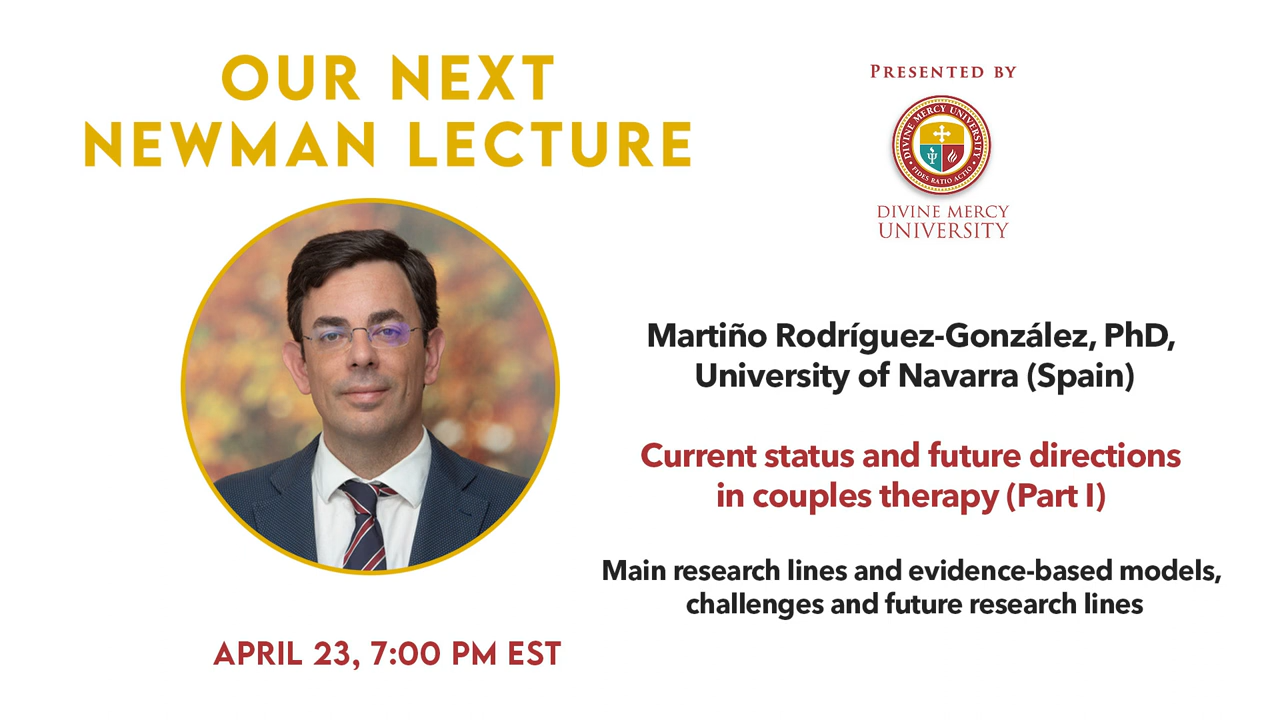 OUR NEXT
NEWMAN LECTURE
PRESENTED BY
DIVINE MERCY UNIVERSITY
• FIDES RATIO ACTIO •
DIVINE MERCY
UNIVERSITY
Martiño Rodríguez-González, PhD,
University of Navarra (Spain)
Current status and future directions
in couples therapy (Part I)
Main research lines and evidence-based models,
challenges and future research lines
APRIL 23, 7:00 PM EST